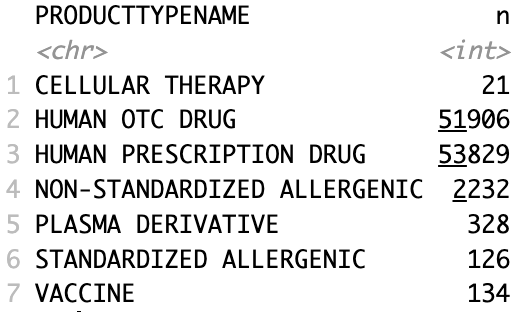 PRODUCTTYPENAME n
<chr> <int>
1 CELLULAR THERAPY 21
2 HUMAN OTC DRUG 51906
3 HUMAN PRESCRIPTION DRUG 53829
4 NON-STANDARDIZED ALLERGENIC 2232
5 PLASMA DERIVATIVE 328
6 STANDARDIZED ALLERGENIC 126
7 VACCINE 134